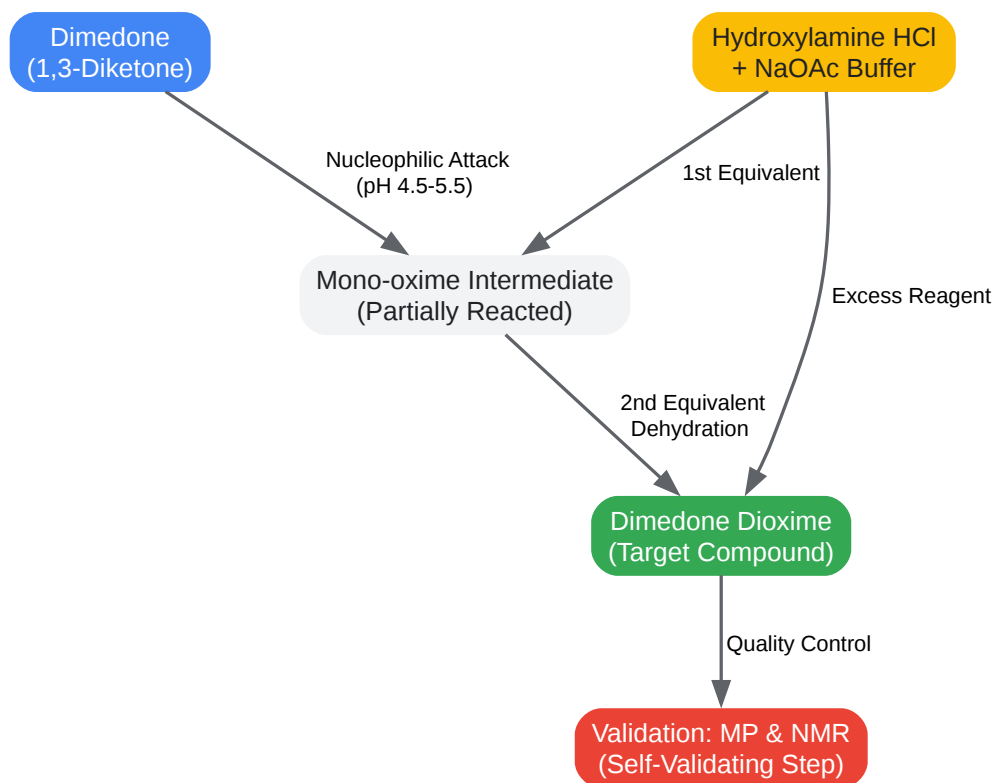 Dimedone
(1,3-Diketone)
Hydroxylamine HCl
+ NaOAc Buffer
Nucleophilic Attack
(pH 4.5-5.5)
1st Equivalent
Mono-oxime Intermediate
(Partially Reacted)
Excess Reagent
2nd Equivalent
Dehydration
Dimedone Dioxime
(Target Compound)
Quality Control
Validation: MP & NMR
(Self-Validating Step)